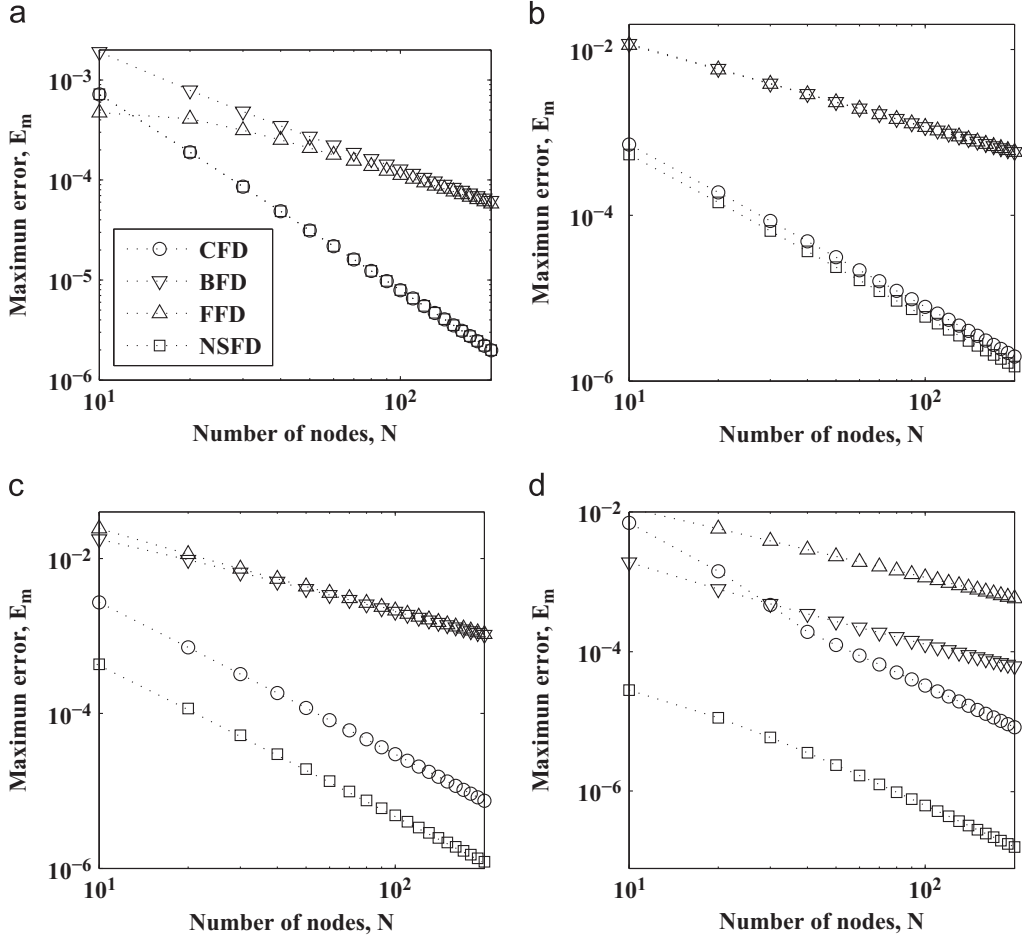 a
Maximun error, E_m
10^-3
10^-4
10^-5
10^-6
CFD
BFD
FFD
NSFD
10^1
10^2
Number of nodes, N
b
Maximun error, E_m
10^-2
10^-4
10^-6
10^1
10^2
Number of nodes, N
c
Maximun error, E_m
10^-2
10^-4
10^-6
10^1
10^2
Number of nodes, N
d
Maximun error, E_m
10^-2
10^-4
10^-6
10^1
10^2
Number of nodes, N